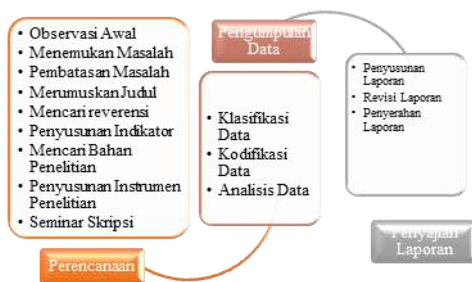 • Observasi Awal
• Menemukan Masalah
• Pembatasan Masalah
• Merumuskan Judul
• Mencari reverensi
• Penyusunan Indikator
• Mencari Bahan
Penelitian
• Penyusunan Instrumen
Penelitian
• Seminar Skripsi
Perencanaan
Pengumpulan
Data
• Klasifikasi
Data
• Kodifikasi
Data
• Analisis Data
• Penyusunan
Laporan
• Revisi Laporan
• Penyerahan
Laporan
Penyajian
Laporan